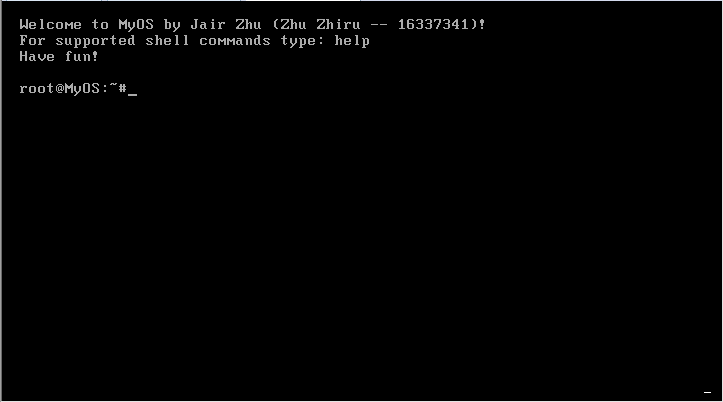 Welcome to MyOS by Jair Zhu (Zhu Zhiru -- 16337341)!
For supported shell commands type: help
Have fun!
root@MyOS:~#_